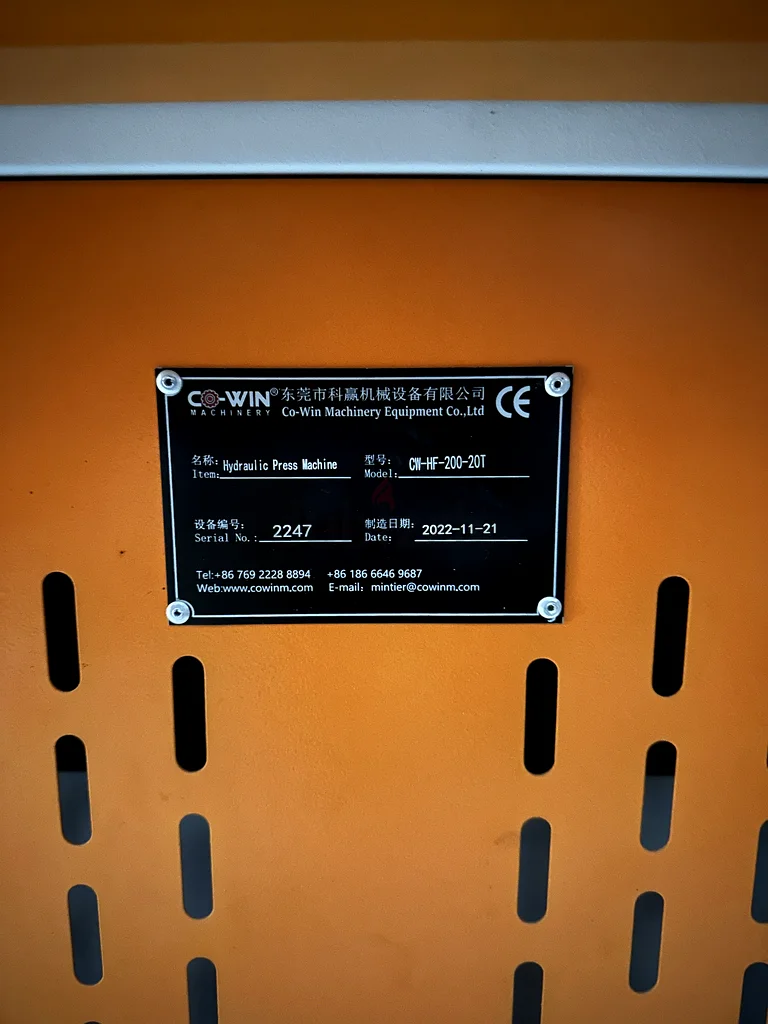 CO-WIN® 东莞市科赢机械设备有限公司 CE
MACHINERY Co-Win Machinery Equipment Co.,Ltd
名称: Hydraulic Press Machine 型号: CW-HF-200-20T
Item: Model:
设备编号: 2247 制造日期: 2022-11-21
Serial No.: Date:
Tel:+86 769 2228 8894 +86 186 6646 9687
Web:www.cowinm.com E-mail: mintier@cowinm.com